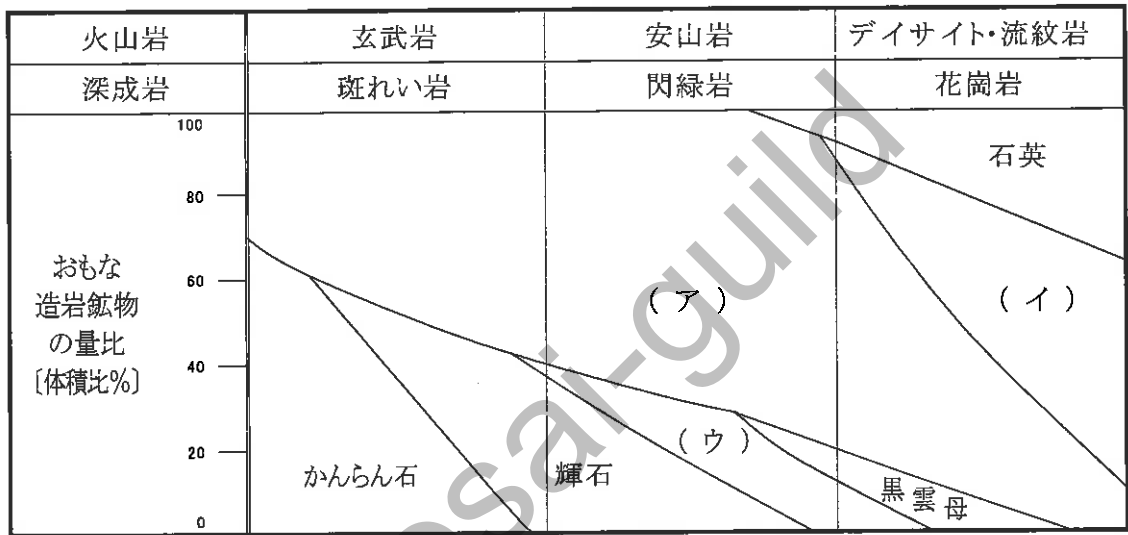 火山岩 玄武岩 安山岩 デイサイト・流紋岩
深成岩 斑れい岩 閃緑岩 花崗岩
100
80
60
40
20
0
おもな
造岩鉱物
の量比
〔体積比%〕
石英
(ア)
(イ)
(ウ)
かんらん石
輝石
黒雲母
osai-guild